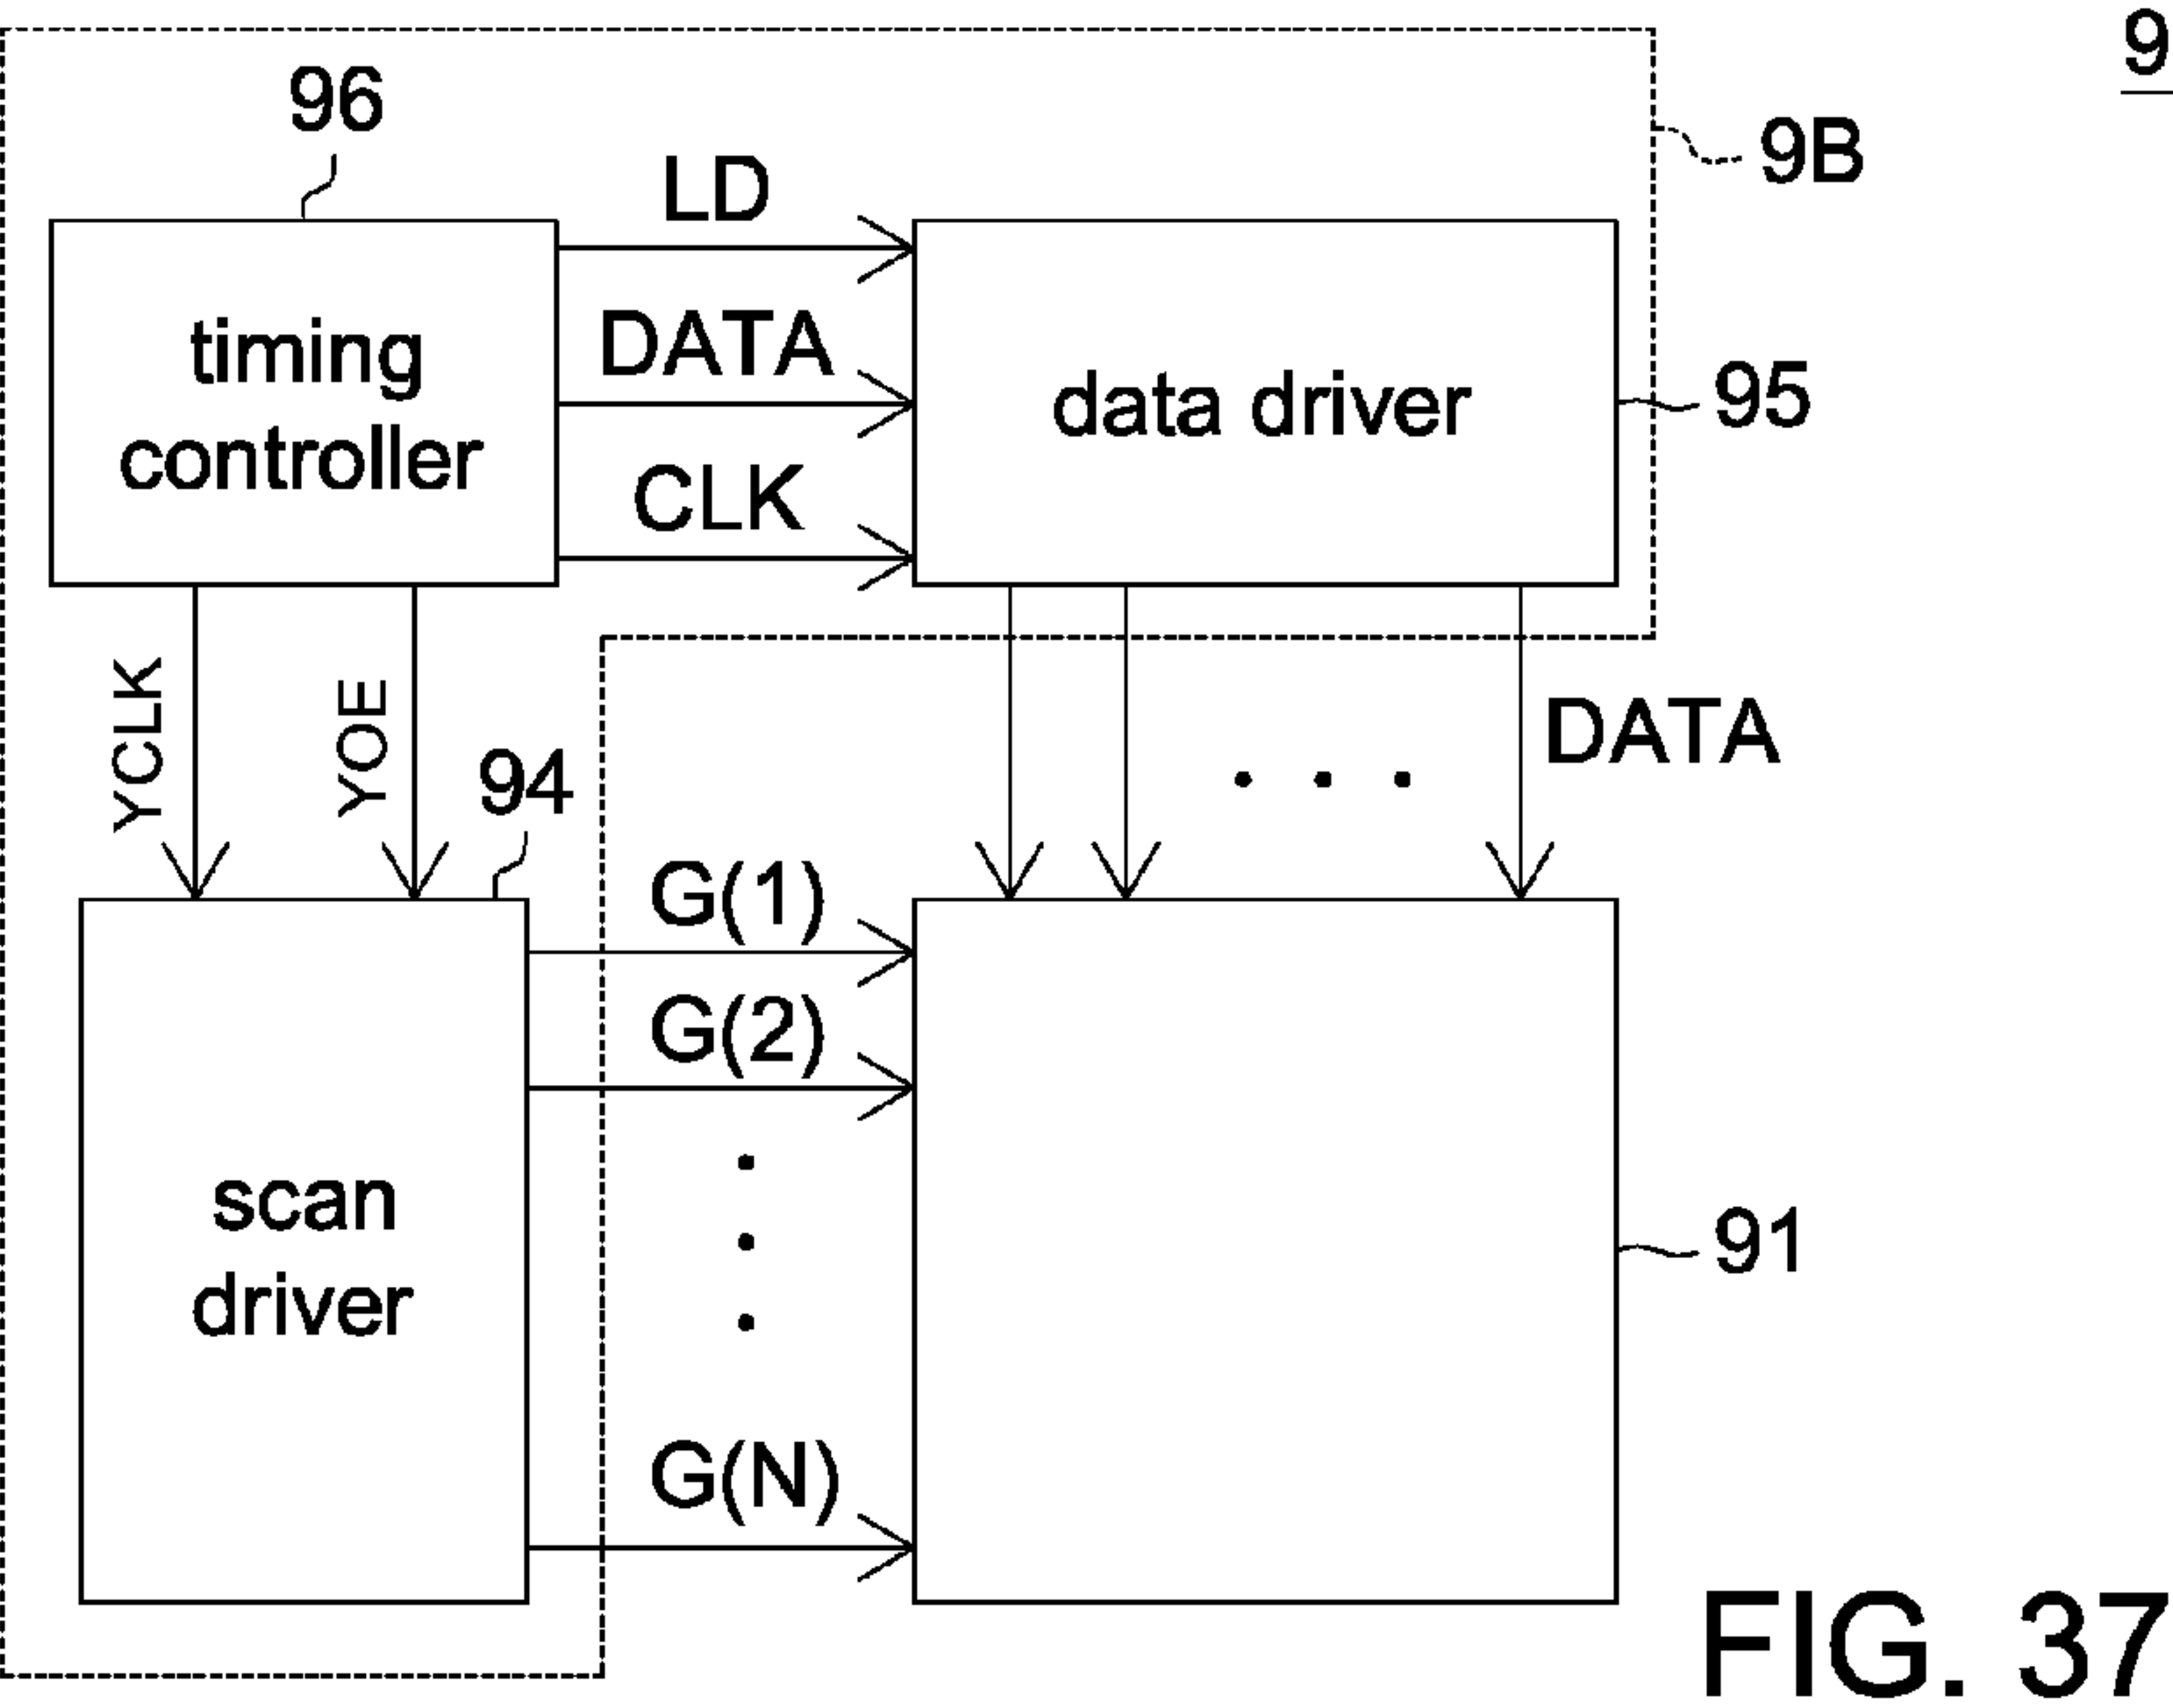 9
96
9B
LD
timing
controller
DATA
data driver
95
CLK
YCLK
YOE
94
DATA
G(1)
G(2)
scan
driver
91
G(N)
FIG. 37